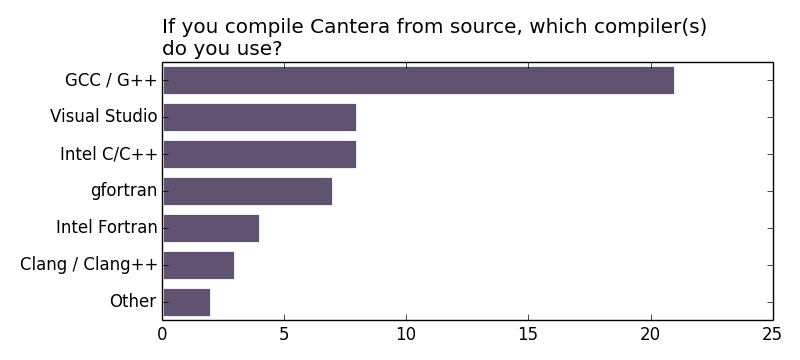 If you compile Cantera from source, which compiler(s)
do you use?
GCC / G++
Visual Studio
Intel C/C++
gfortran
Intel Fortran
Clang / Clang++
Other
0 5 10 15 20 25